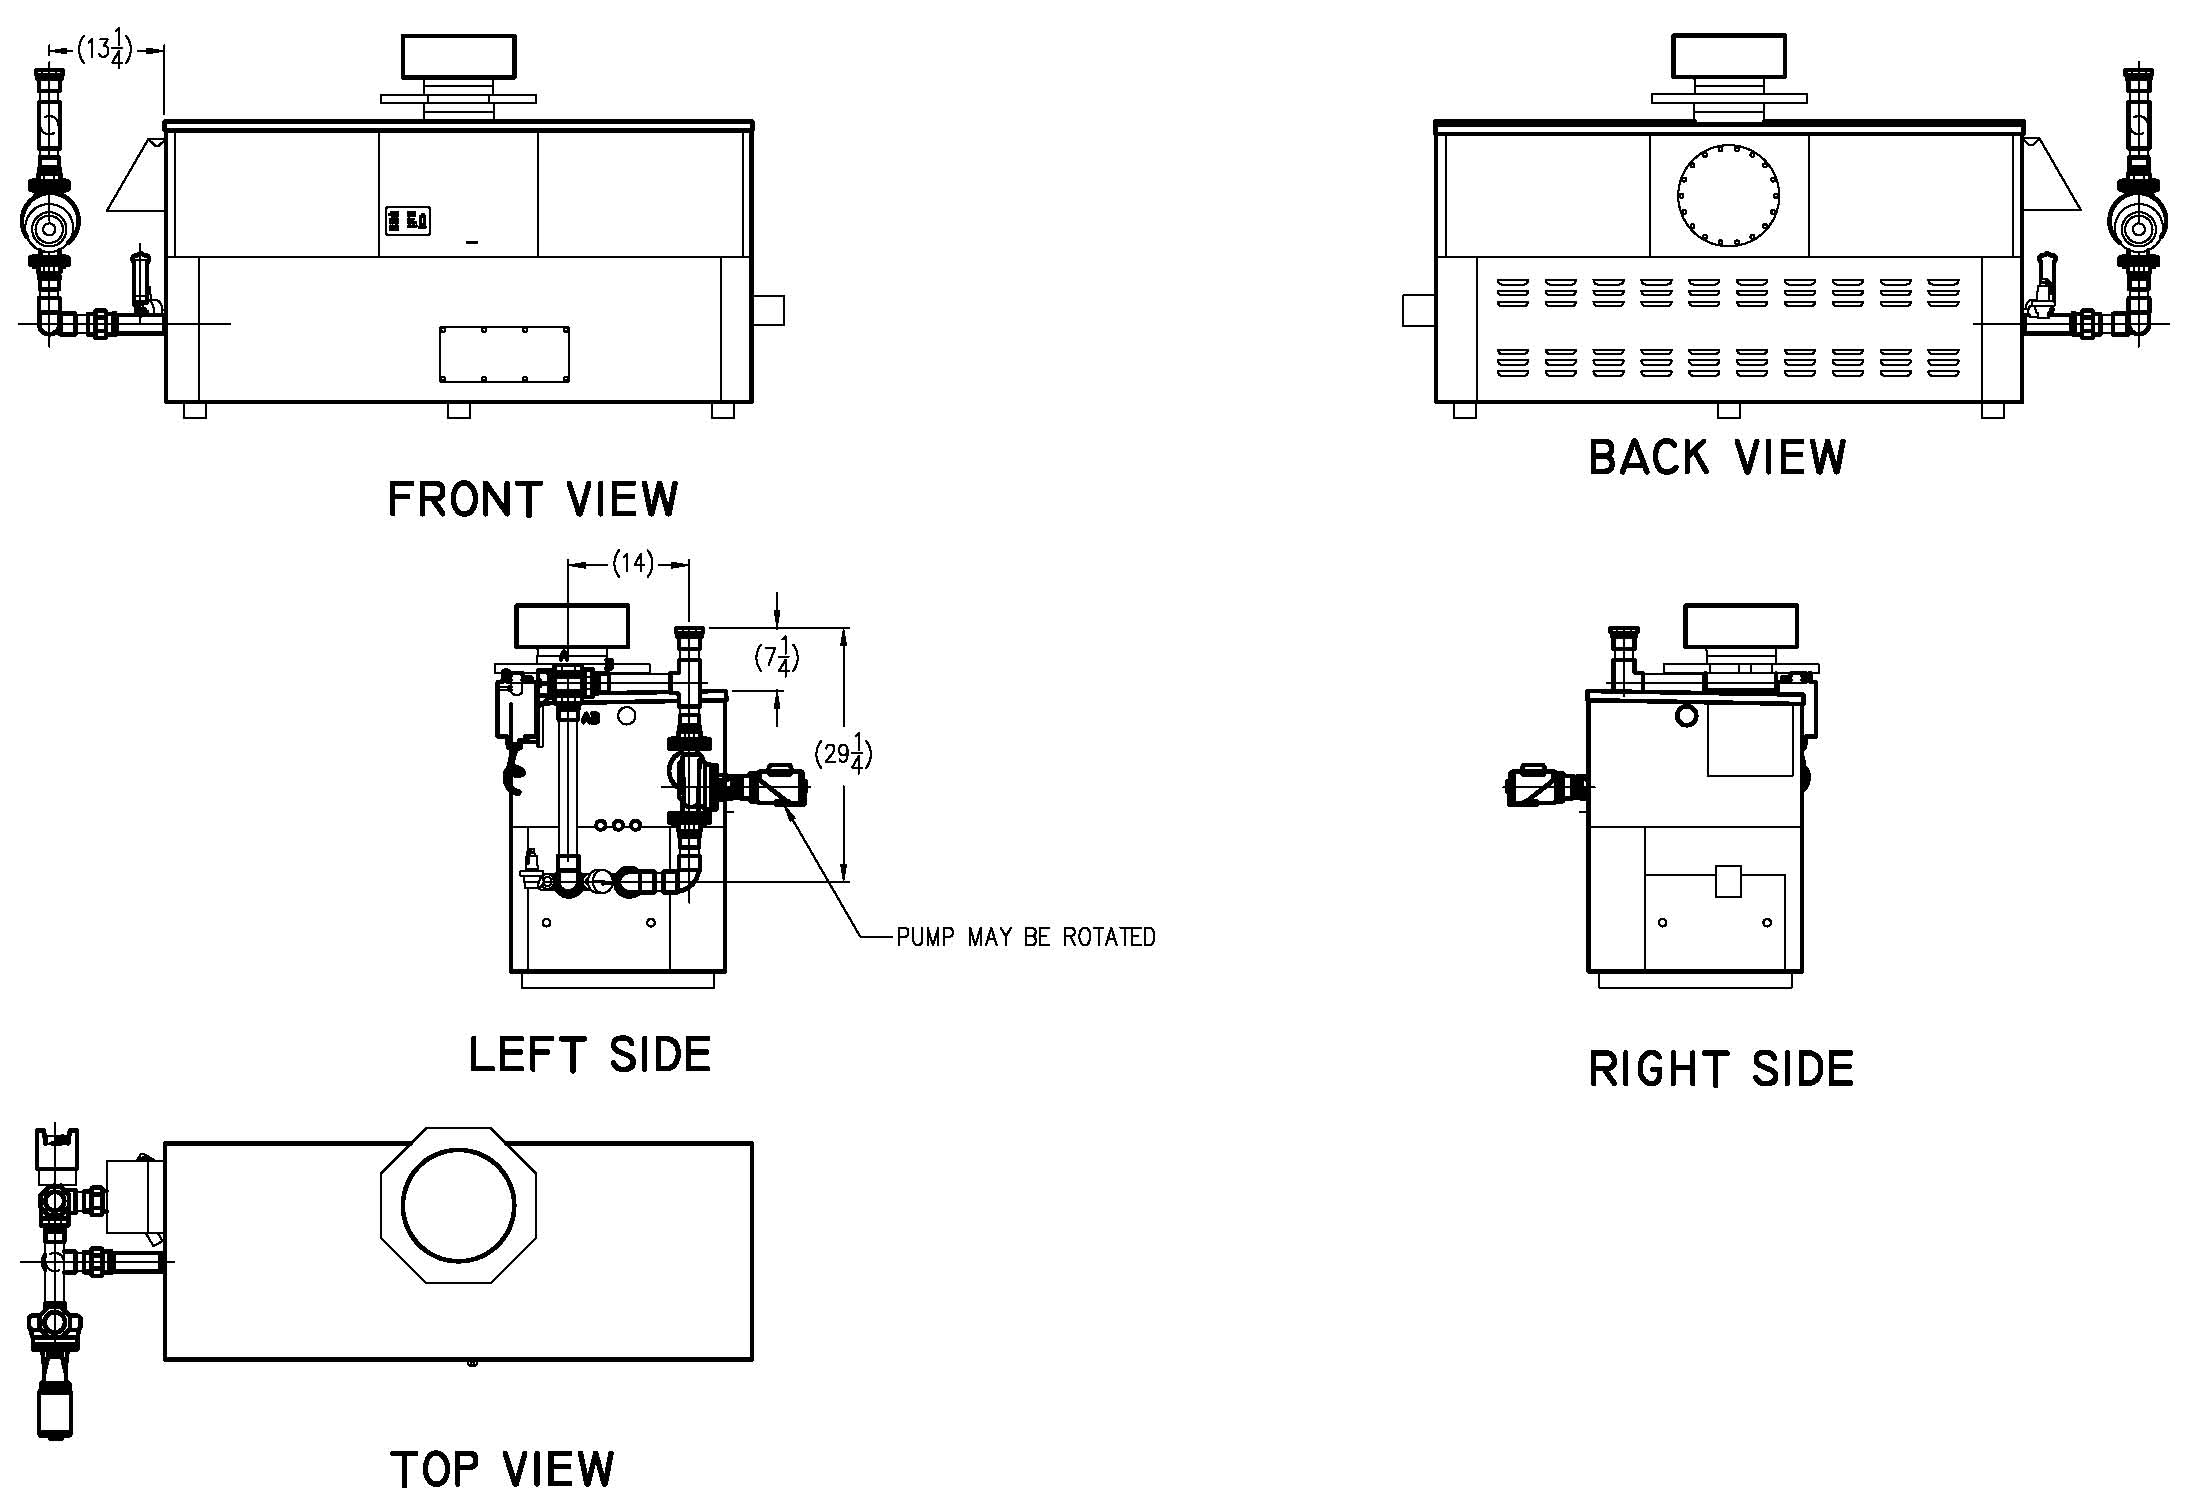 (13 1/4)
FRONT VIEW
BACK VIEW
(14)
(7 1/4)
A
B
AB
(29 1/4)
PUMP MAY BE ROTATED
LEFT SIDE
RIGHT SIDE
TOP VIEW